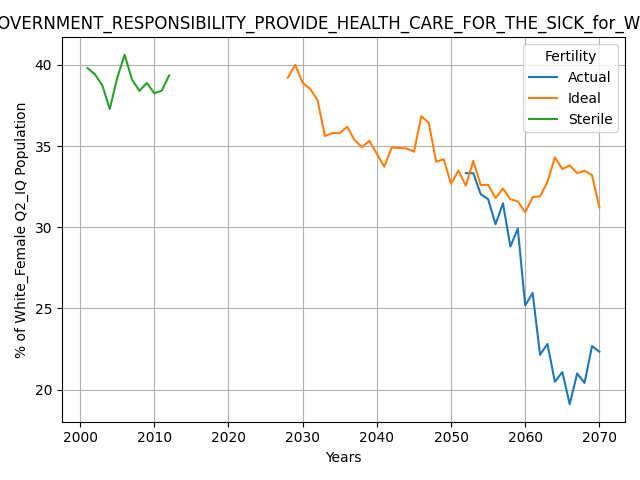 OVERNMENT_RESPONSIBILITY_PROVIDE_HEALTH_CARE_FOR_THE_SICK_for_W
Fertility
Actual
Ideal
Sterile
% of White_Female Q2_IQ Population
40
35
30
25
20
2000 2010 2020 2030 2040 2050 2060 2070
Years